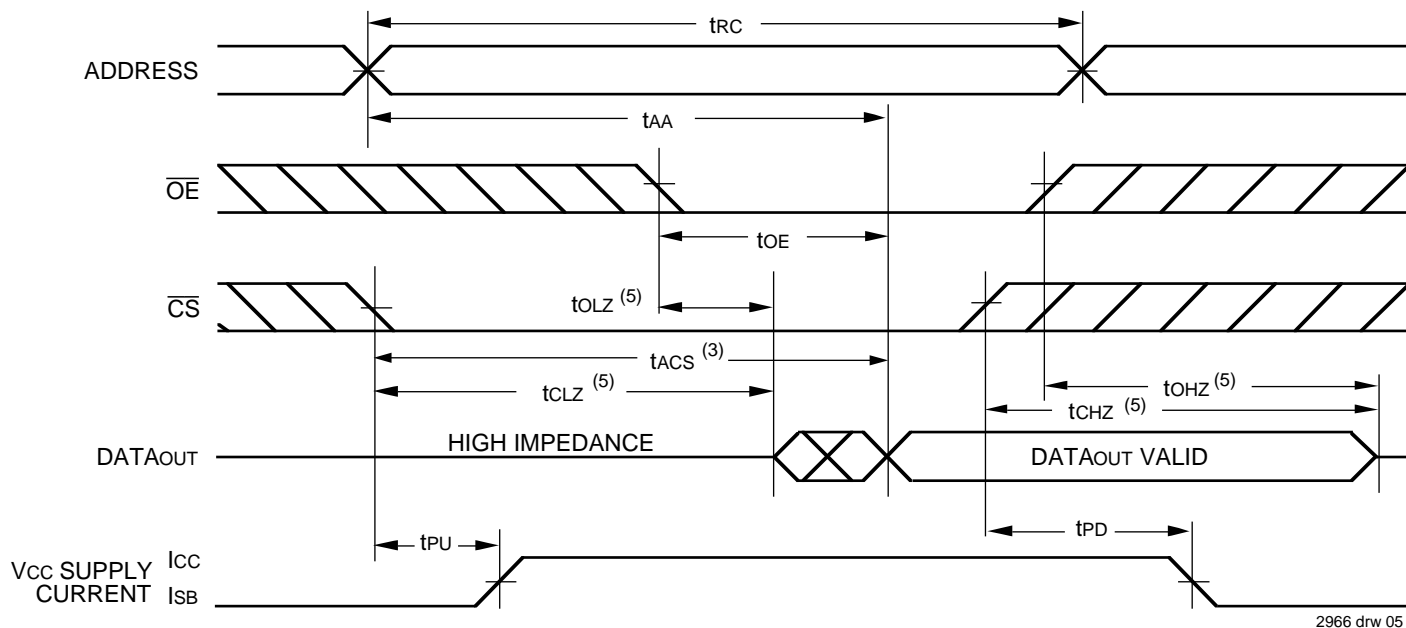 tRC
ADDRESS
tAA
OE
tOE
CS
tOLZ (5)
tACS (3)
tCLZ (5)
tOHZ (5)
tCHZ (5)
DATAOUT
HIGH IMPEDANCE
DATAOUT VALID
tPU
tPD
VCC SUPPLY
CURRENT
ICC
ISB
2966 drw 05